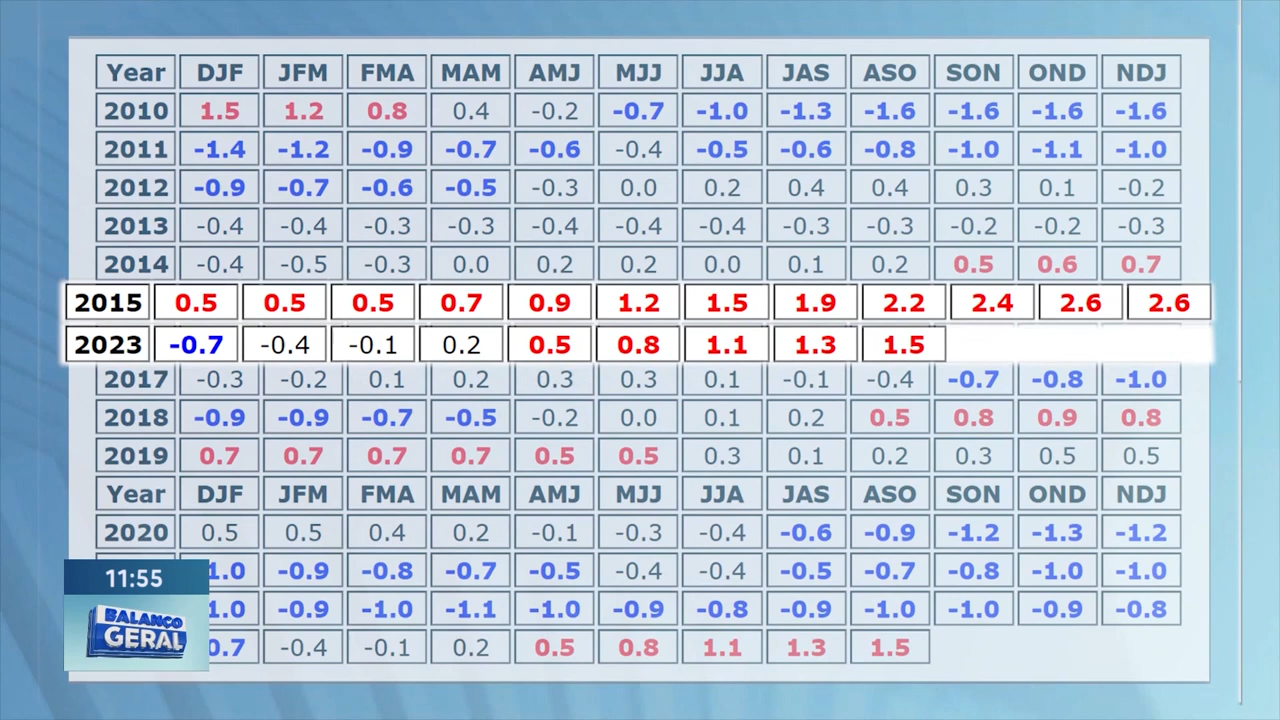 Year DJF JFM FMA MAM AMJ MJJ JJA JAS ASO SON OND NDJ
2010 1.5 1.2 0.8 0.4 -0.2 -0.7 -1.0 -1.3 -1.6 -1.6 -1.6 -1.6
2011 -1.4 -1.2 -0.9 -0.7 -0.6 -0.4 -0.5 -0.6 -0.8 -1.0 -1.1 -1.0
2012 -0.9 -0.7 -0.6 -0.5 -0.3 0.0 0.2 0.4 0.4 0.3 0.1 -0.2
2013 -0.4 -0.4 -0.3 -0.3 -0.4 -0.4 -0.4 -0.3 -0.3 -0.2 -0.2 -0.3
2014 -0.4 -0.5 -0.3 0.0 0.2 0.2 0.0 0.1 0.2 0.5 0.6 0.7
2015 0.5 0.5 0.5 0.7 0.9 1.2 1.5 1.9 2.2 2.4 2.6 2.6
2023 -0.7 -0.4 -0.1 0.2 0.5 0.8 1.1 1.3 1.5
2017 -0.3 -0.2 0.1 0.2 0.3 0.3 0.1 -0.1 -0.4 -0.7 -0.8 -1.0
2018 -0.9 -0.9 -0.7 -0.5 -0.2 0.0 0.1 0.2 0.5 0.8 0.9 0.8
2019 0.7 0.7 0.7 0.7 0.5 0.5 0.3 0.1 0.2 0.3 0.5 0.5
Year DJF JFM FMA MAM AMJ MJJ JJA JAS ASO SON OND NDJ
2020 0.5 0.5 0.4 0.2 -0.1 -0.3 -0.4 -0.6 -0.9 -1.2 -1.3 -1.2
1.0 -0.9 -0.8 -0.7 -0.5 -0.4 -0.4 -0.5 -0.7 -0.8 -1.0 -1.0
1.0 -0.9 -1.0 -1.1 -1.0 -0.9 -0.8 -0.9 -1.0 -1.0 -0.9 -0.8
0.7 -0.4 -0.1 0.2 0.5 0.8 1.1 1.3 1.5
11:55
BALANÇO
GERAL